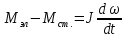 Mэл − Mст. = J dω/dt